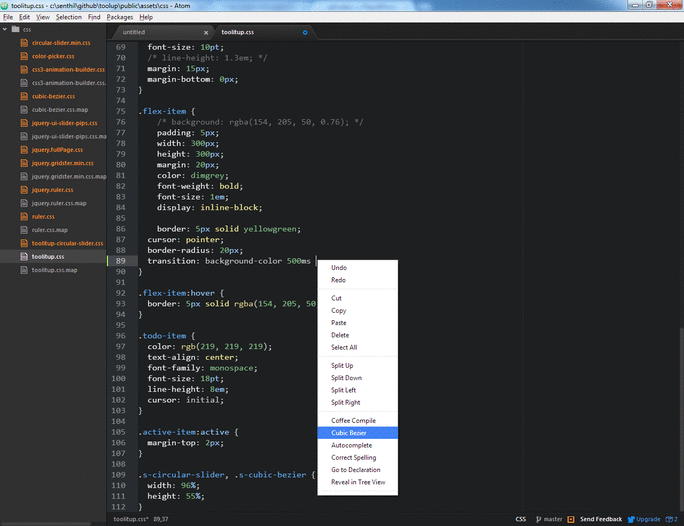 toolitup.css - c:\senthil\github\toolup\public\assets\css - Atom
File Edit View Selection Find Packages Help
css
circular-slider.min.css
color-picker.css
css3-animation-builder.css
css3-animation-builder.css.
cubic-bezier.css
cubic-bezier.css.map
jquery-ui-slider-pips.css
jquery-ui-slider-pips.css.ma
jquery.fullPage.css
jquery.gridster.min.css
jquery.gridster.min.css.map
jquery.ruler.css
jquery.ruler.css.map
ruler.css
ruler.css.map
toolitup-circular-slider.css
toolitup.css
toolitup.css.map
untitled
toolitup.css
69 font-size: 10pt;
70 /* line-height: 1.3em; */
71 margin: 15px;
72 margin-bottom: 0px;
73 }
74
75 .flex-item {
76 /* background: rgba(154, 205, 50, 0.76); */
77 padding: 5px;
78 width: 300px;
79 height: 300px;
80 margin: 20px;
81 color: dimgrey;
82 font-weight: bold;
83 font-size: 1em;
84 display: inline-block;
85
86 border: 5px solid yellowgreen;
87 cursor: pointer;
88 border-radius: 20px;
89 transition: background-color 500ms
90 }
91
92 .flex-item:hover {
93 border: 5px solid rgba(154, 205, 50
94 }
95
96 .todo-item {
97 color: rgb(219, 219, 219);
98 text-align: center;
99 font-family: monospace;
100 font-size: 18pt;
101 line-height: 8em;
102 cursor: initial;
103 }
104
105 .active-item:active {
106 margin-top: 2px;
107 }
108
109 .s-circular-slider, .s-cubic-bezier {
110 width: 96%;
111 height: 55%;
112 }
Undo
Redo
Cut
Copy
Paste
Delete
Select All
Split Up
Split Down
Split Left
Split Right
Coffee Compile
Cubic Bezier
Autocomplete
Correct Spelling
Go to Declaration
Reveal in Tree View
toolitup.css* 89,37
CSS master Send Feedback Upgrade 2